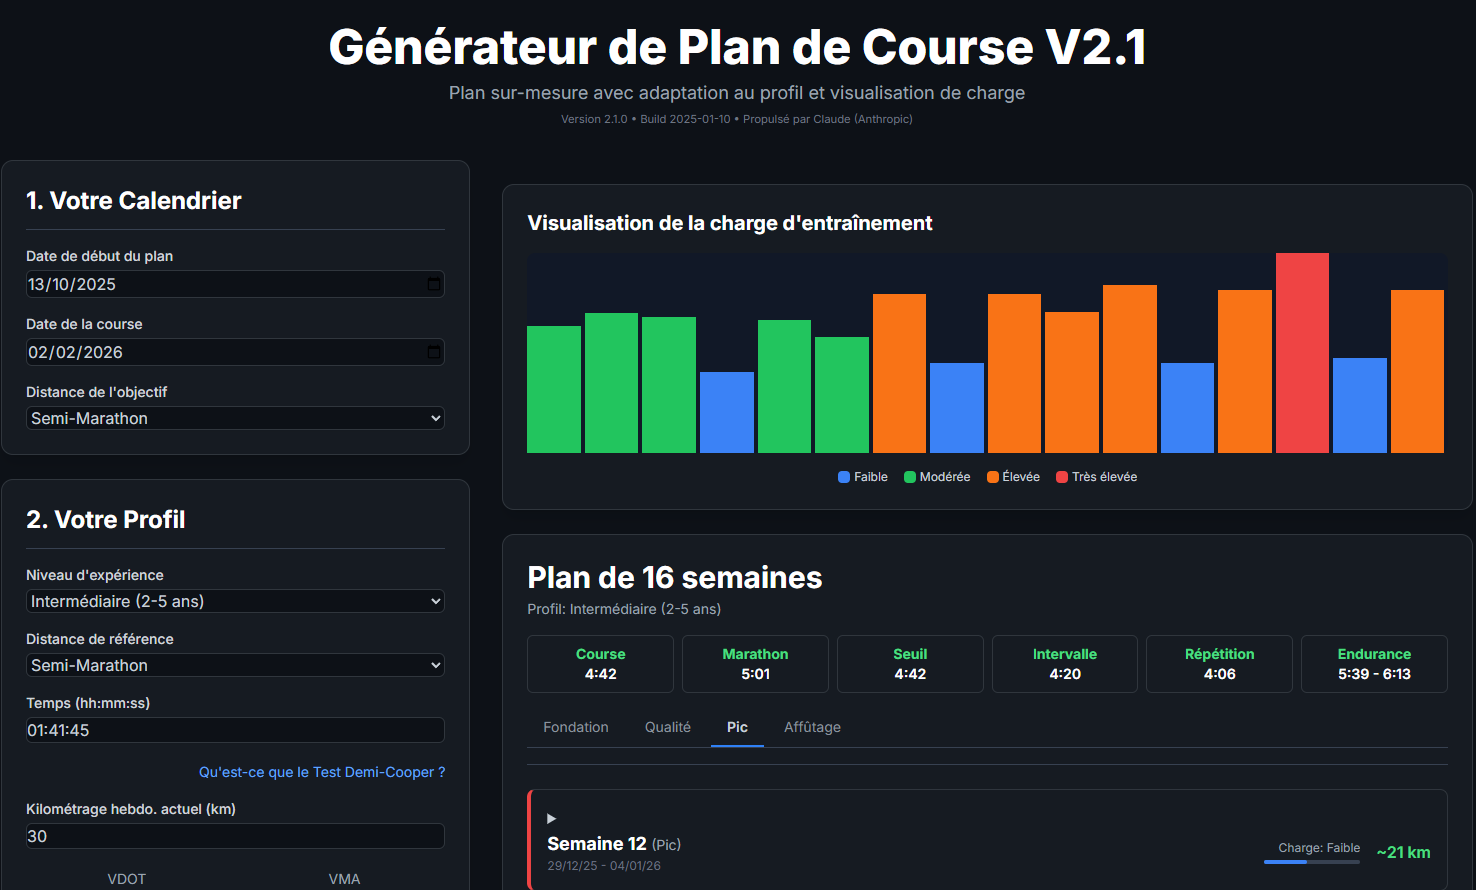 Générateur de Plan de Course V2.1
Plan sur-mesure avec adaptation au profil et visualisation de charge
Version 2.1.0 • Build 2025-01-10 • Propulsé par Claude (Anthropic)
1. Votre Calendrier
Date de début du plan
13/10/2025
Date de la course
02/02/2026
Distance de l'objectif
Semi-Marathon
2. Votre Profil
Niveau d'expérience
Intermédiaire (2-5 ans)
Distance de référence
Semi-Marathon
Temps (hh:mm:ss)
01:41:45
Qu'est-ce que le Test Demi-Cooper ?
Kilométrage hebdo. actuel (km)
30
VDOT VMA
Visualisation de la charge d'entraînement
Faible Modérée Élevée Très élevée
Plan de 16 semaines
Profil: Intermédiaire (2-5 ans)
Course Marathon Seuil Intervalle Répétition Endurance
4:42 5:01 4:42 4:20 4:06 5:39 - 6:13
Fondation Qualité Pic Affûtage
Semaine 12 (Pic)
29/12/25 - 04/01/26
Charge: Faible
~21 km